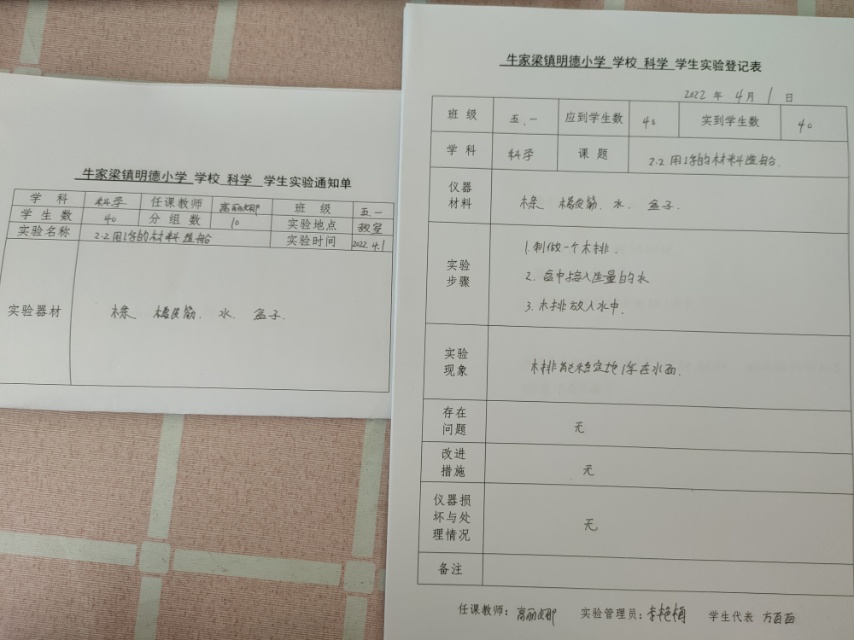 牛家梁镇明德小学 学校 科学 学生实验通知单
学 科 科学 任课教师 高丽娜 班 级 五.一
学 生 数 40 分 组 数 10 实验地点 教室
实验名称 2.2用浮的材料造船 实验时间 2022.4.1
实验器材 木条、橡皮筋、水、盒子.
牛家梁镇明德小学 学校 科学 学生实验登记表
2022 年 4 月 1 日
班 级 五.一 应到学生数 40 实到学生数 40
学 科 科学 课 题 2.2用浮的材料造船.
仪器
材料 木条、橡皮筋、水、盒子.
实验
步骤
1.制做一个木排.
2.盒中接入适量的水
3.木排放入水中.
实验
现象 木排能稳定地浮在水面.
存在
问题 无
改进
措施 无
仪器损
坏与处
理情况 无
备注
任课教师：高丽娜 实验管理员：李艳梅 学生代表 方面面